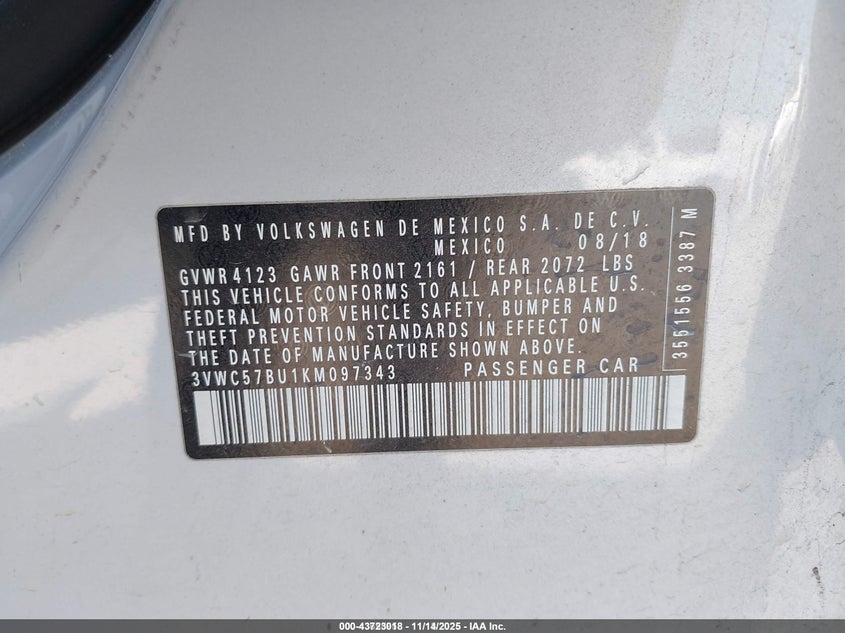 MFD BY VOLKSWAGEN DE MEXICO S.A. DE C.V.
MEXICO 08/18
GVWR 4123 GAWR FRONT 2161 / REAR 2072 LBS
THIS VEHICLE CONFORMS TO ALL APPLICABLE U.S.
FEDERAL MOTOR VEHICLE SAFETY, BUMPER AND
THEFT PREVENTION STANDARDS IN EFFECT ON
THE DATE OF MANUFACTURE SHOWN ABOVE.
3VWC57BU1KM097343 PASSENGER CAR
3551556 3387 M
000-43723018 - 11/14/2025 - IAA Inc.